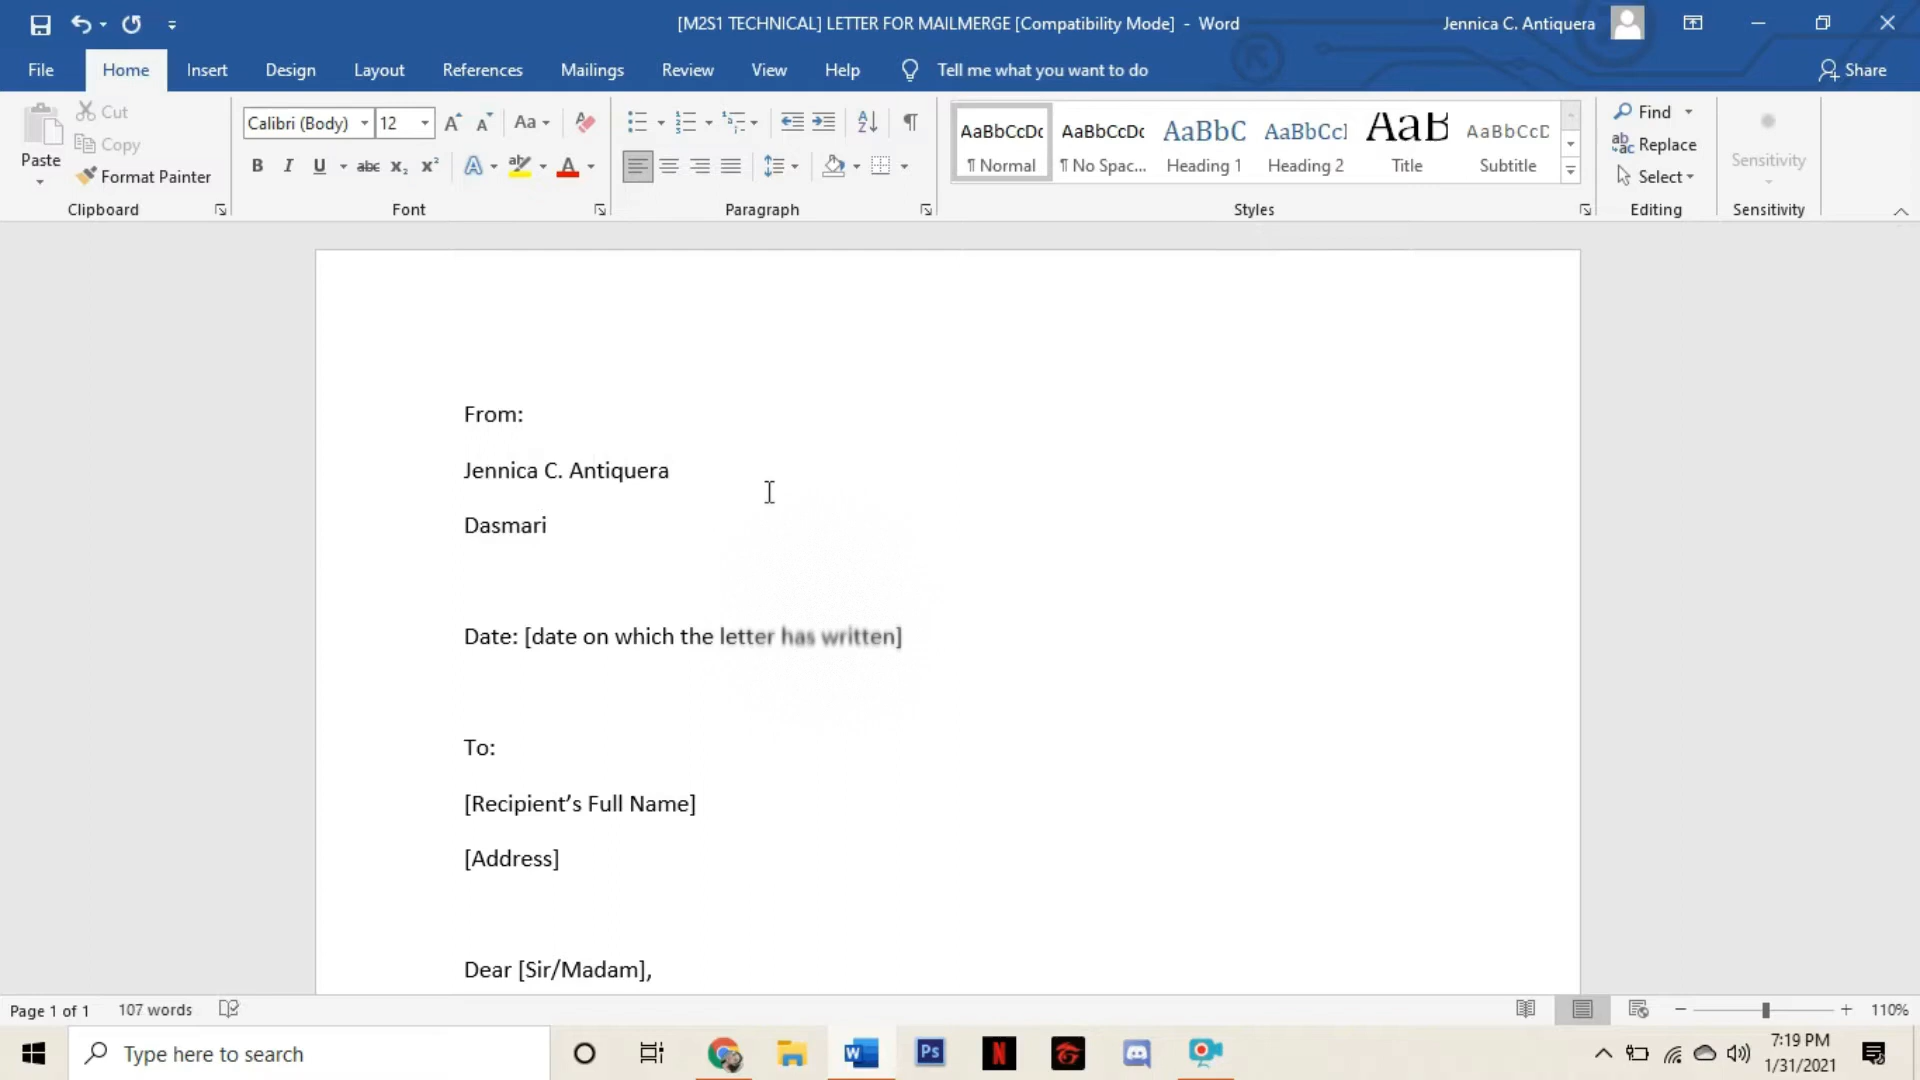 [M2S1 TECHNICAL] LETTER FOR MAILMERGE [Compatibility Mode] - Word
Jennica C. Antiquera
File Home Insert Design Layout References Mailings Review View Help Tell me what you want to do Share
Paste
Cut
Copy
Format Painter
Clipboard
Calibri (Body) 12
Font
Paragraph
AaBbCcDc AaBbCcDc AaBbC AaBbCcI AaB AaBbCcD
¶ Normal ¶ No Spac... Heading 1 Heading 2 Title Subtitle
Styles
Find
Replace
Select
Editing
Sensitivity
Sensitivity
From:
Jennica C. Antiquera
Dasmari
Date: [date on which the letter has written]
To:
[Recipient’s Full Name]
[Address]
Dear [Sir/Madam],
Page 1 of 1 107 words 110%
Type here to search
7:19 PM
1/31/2021